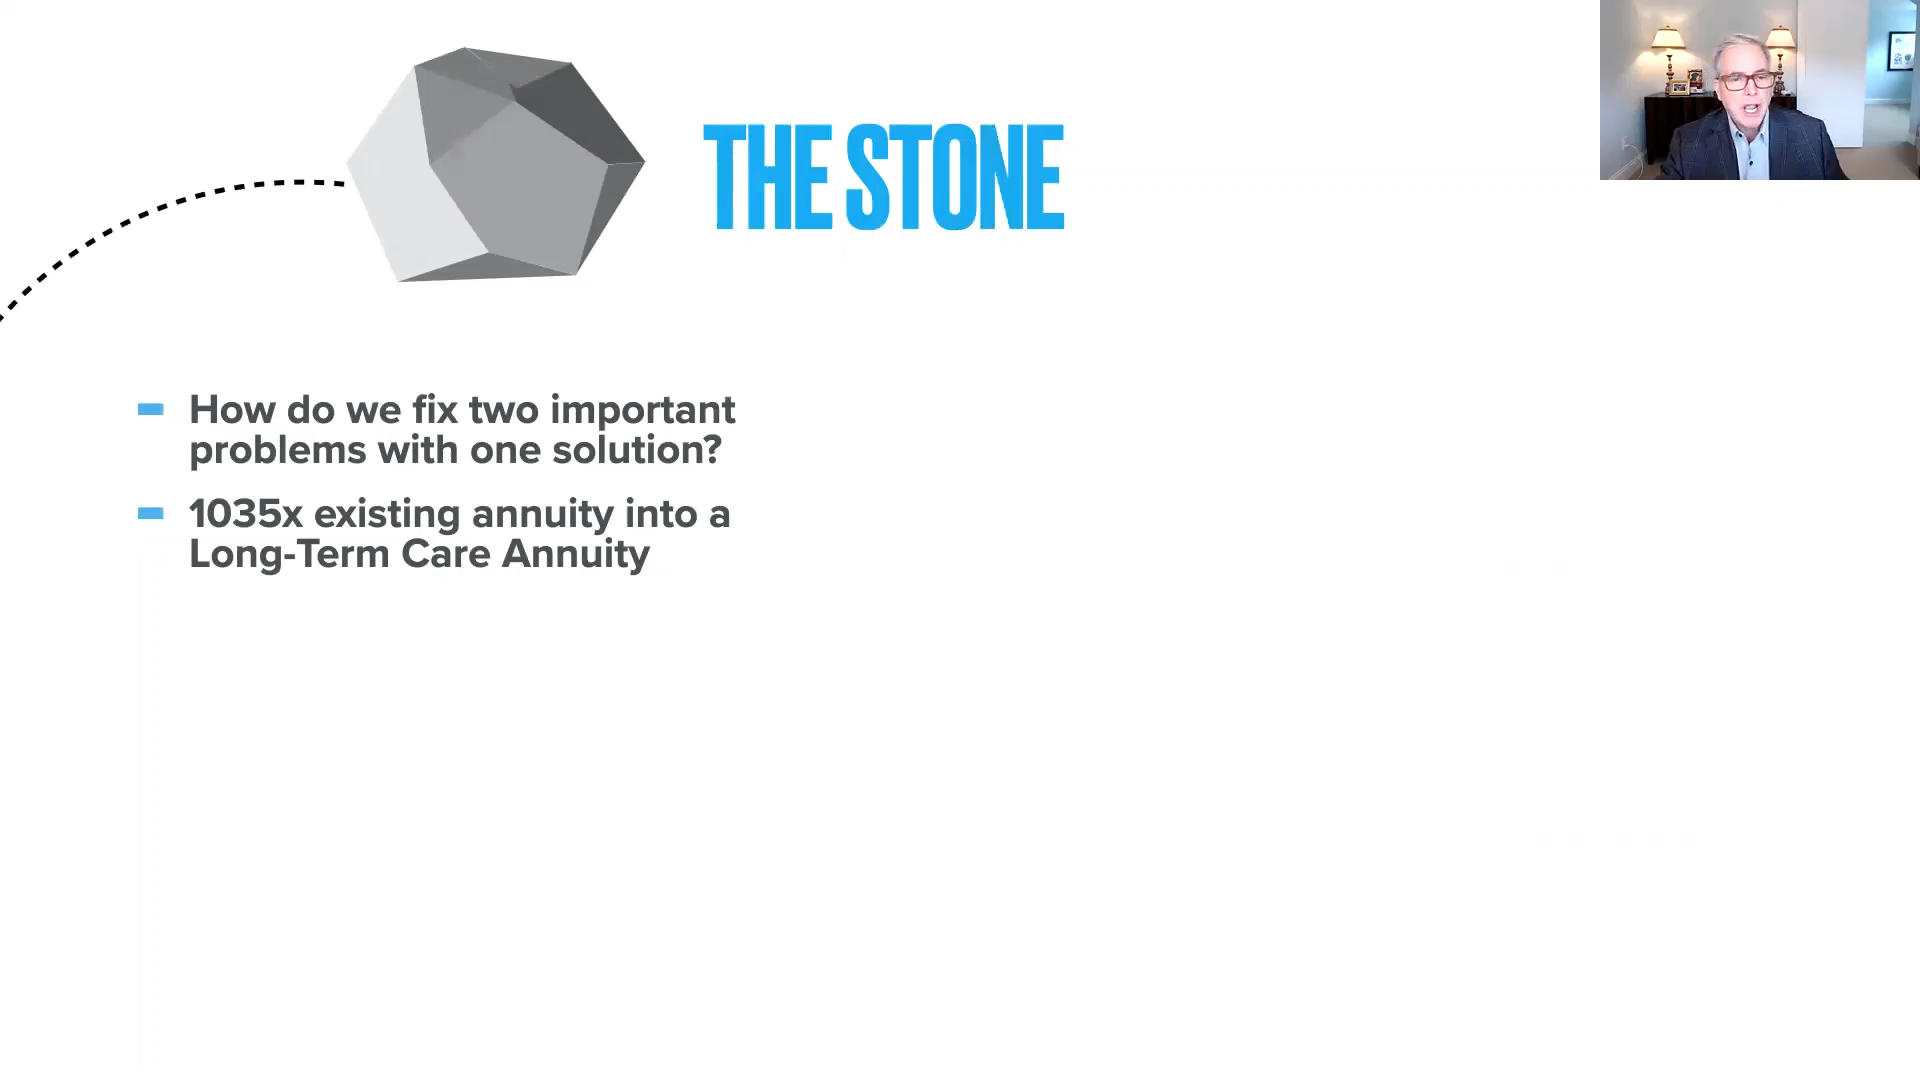 THE STONE
How do we fix two important
problems with one solution?
1035x existing annuity into a
Long-Term Care Annuity